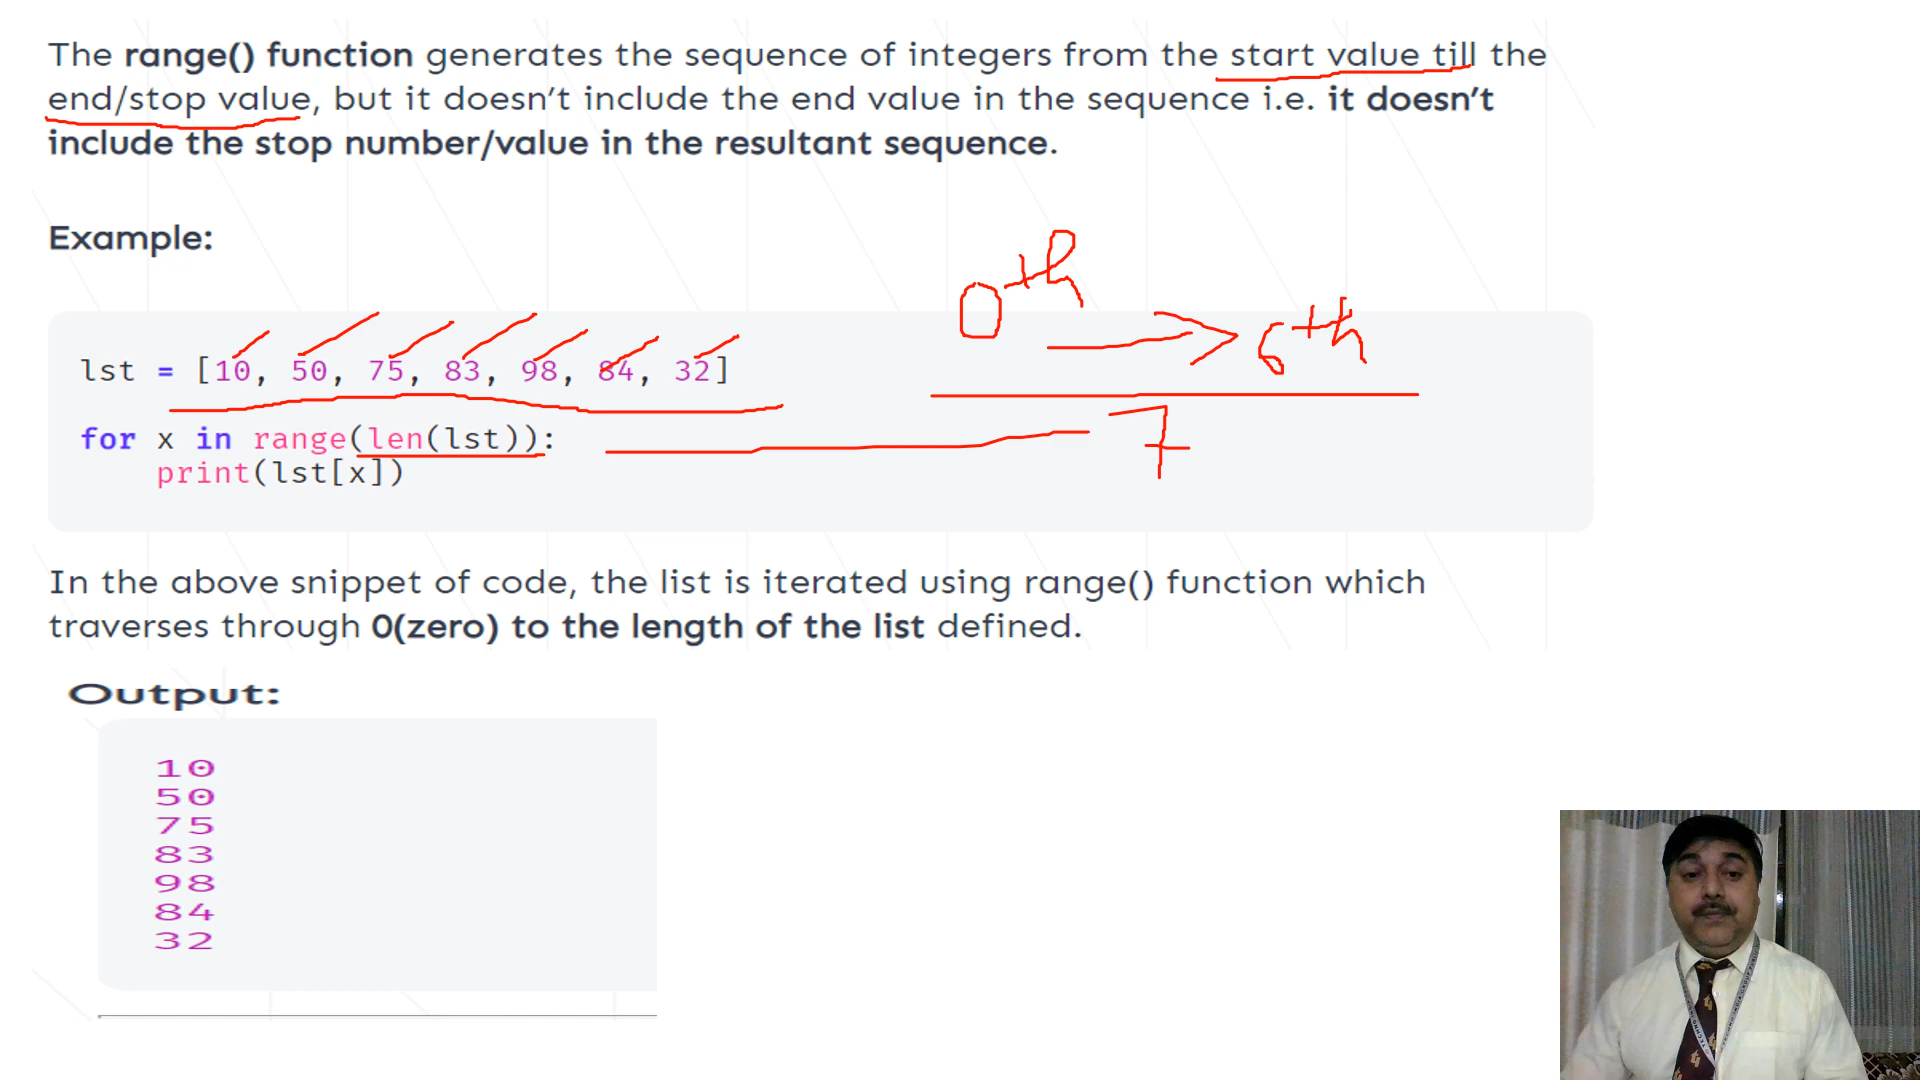 The range() function generates the sequence of integers from the start value till the
end/stop value, but it doesn't include the end value in the sequence i.e. it doesn't
include the stop number/value in the resultant sequence.
Example:
0th
6th
lst = [10, 50, 75, 83, 98, 84, 32]
for x in range(len(lst)):
7
print(lst[x])
In the above snippet of code, the list is iterated using range() function which
traverses through 0(zero) to the length of the list defined.
Output:
10
50
75
83
98
84
32